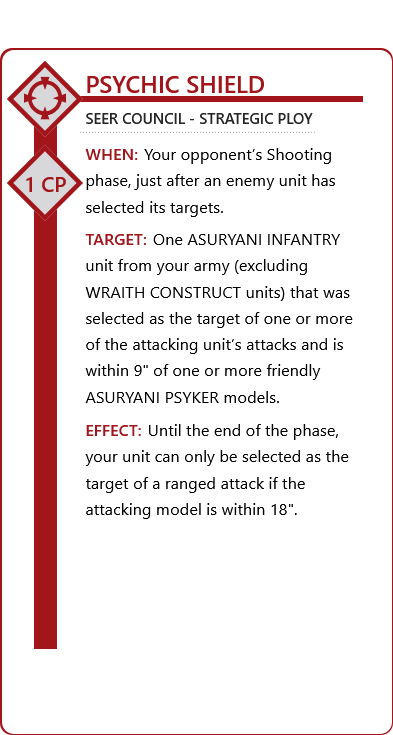 PSYCHIC SHIELD
SEER COUNCIL - STRATEGIC PLOY
1 CP
WHEN: Your opponent’s Shooting
phase, just after an enemy unit has
selected its targets.
TARGET: One ASURYANI INFANTRY
unit from your army (excluding
WRAITH CONSTRUCT units) that was
selected as the target of one or more
of the attacking unit’s attacks and is
within 9" of one or more friendly
ASURYANI PSYKER models.
EFFECT: Until the end of the phase,
your unit can only be selected as the
target of a ranged attack if the
attacking model is within 18".